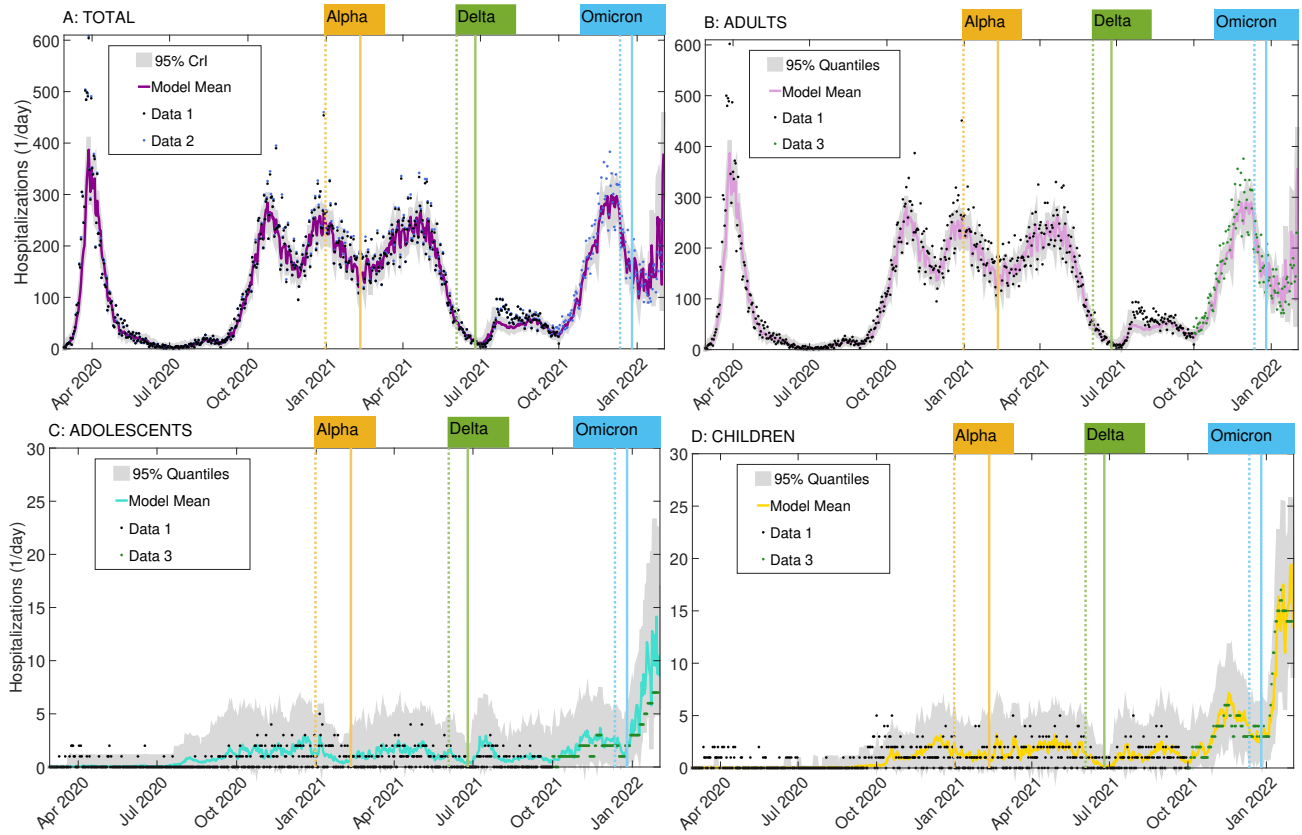 A: TOTAL
Alpha
Delta
Omicron
600
500
400
300
200
100
0
Hospitalizations (1/day)
95% CrI
Model Mean
Data 1
Data 2
Apr 2020
Jul 2020
Oct 2020
Jan 2021
Apr 2021
Jul 2021
Oct 2021
Jan 2022
B: ADULTS
Alpha
Delta
Omicron
600
500
400
300
200
100
0
95% Quantiles
Model Mean
Data 1
Data 3
Apr 2020
Jul 2020
Oct 2020
Jan 2021
Apr 2021
Jul 2021
Oct 2021
Jan 2022
C: ADOLESCENTS
Alpha
Delta
Omicron
30
25
20
15
10
5
0
Hospitalizations (1/day)
95% Quantiles
Model Mean
Data 1
Data 3
Apr 2020
Jul 2020
Oct 2020
Jan 2021
Apr 2021
Jul 2021
Oct 2021
Jan 2022
D: CHILDREN
Alpha
Delta
Omicron
30
25
20
15
10
5
0
95% Quantiles
Model Mean
Data 1
Data 3
Apr 2020
Jul 2020
Oct 2020
Jan 2021
Apr 2021
Jul 2021
Oct 2021
Jan 2022